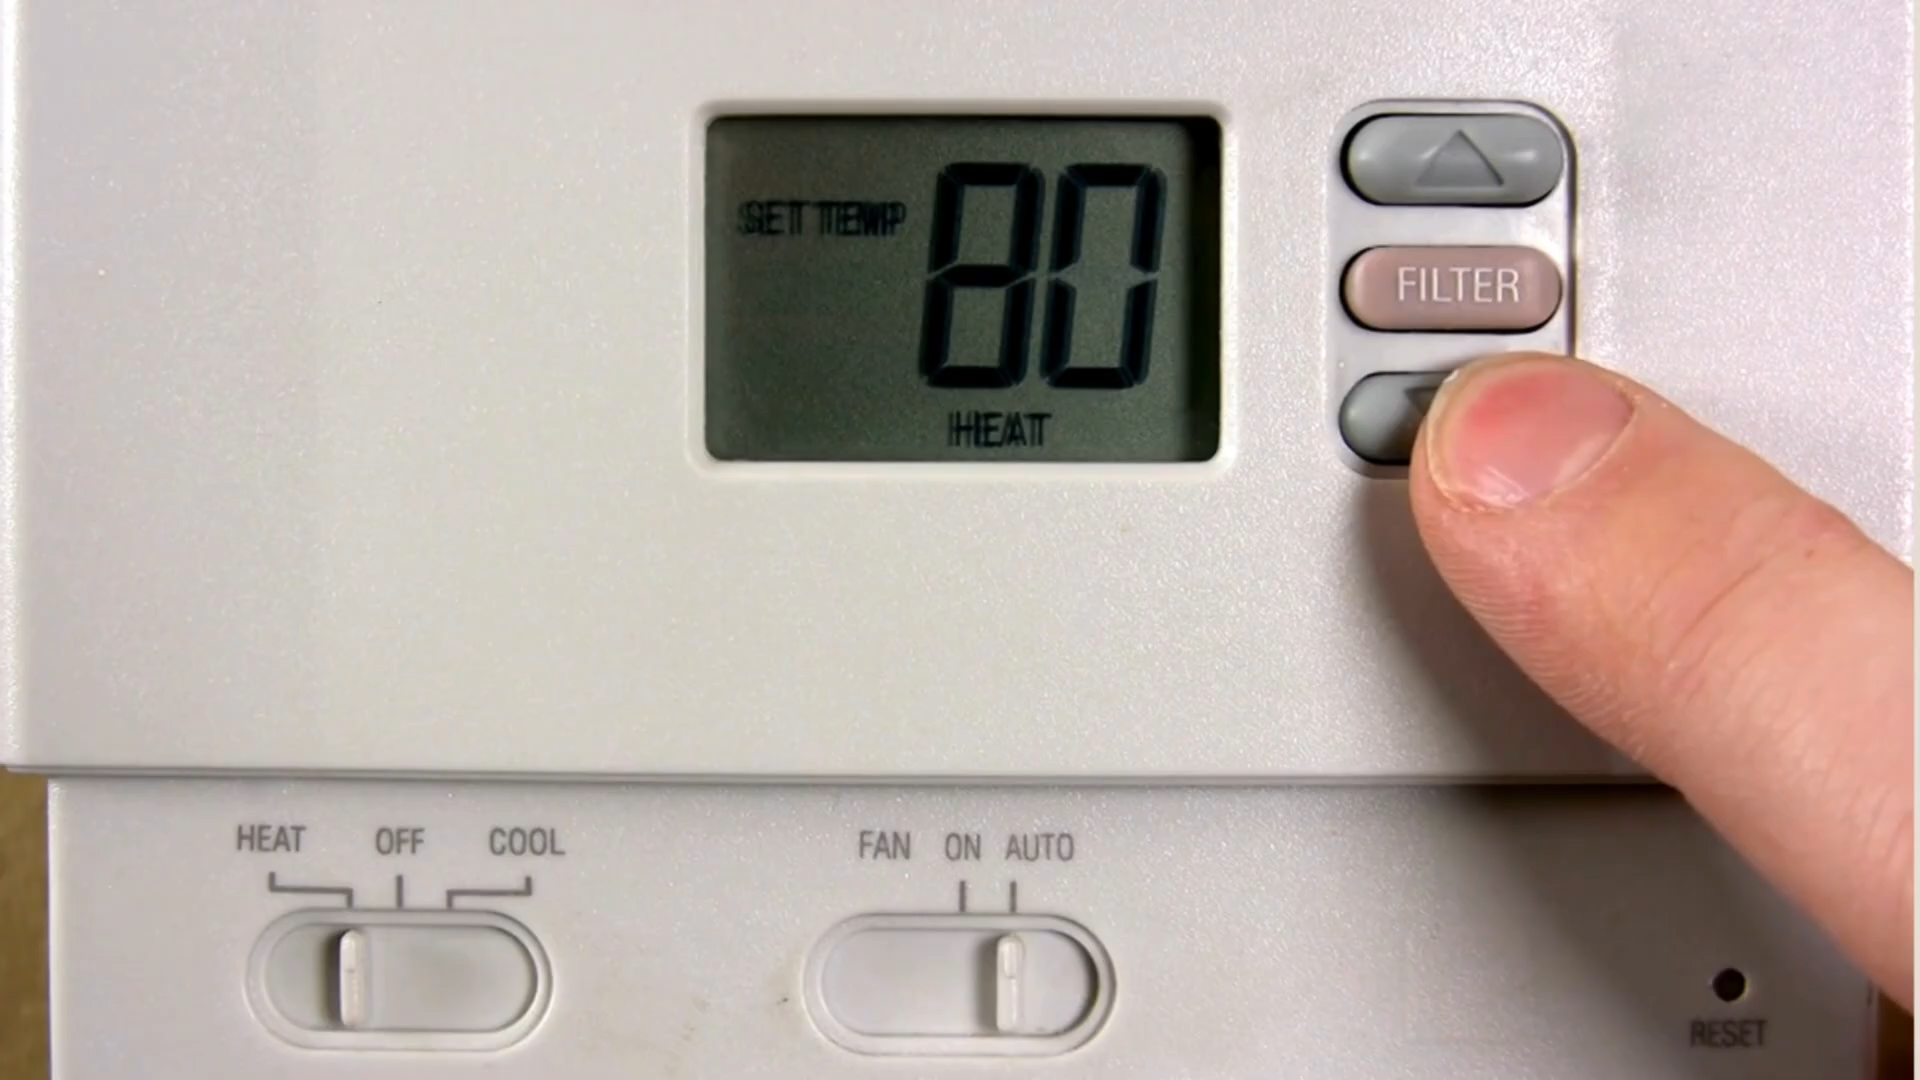 SET TEMP 80
HEAT
FILTER
HEAT OFF COOL
FAN ON AUTO
RESET